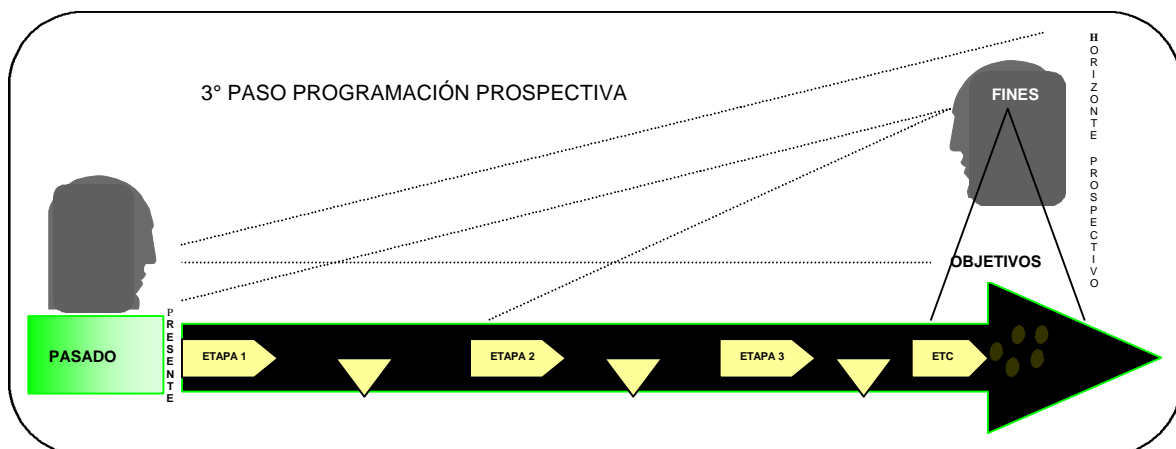 3° PASO PROGRAMACIÓN PROSPECTIVA
FINES
HORIZONTE PROSPECTIVO
OBJETIVOS
PASADO
PRESENTE
ETAPA 1
ETAPA 2
ETAPA 3
ETC